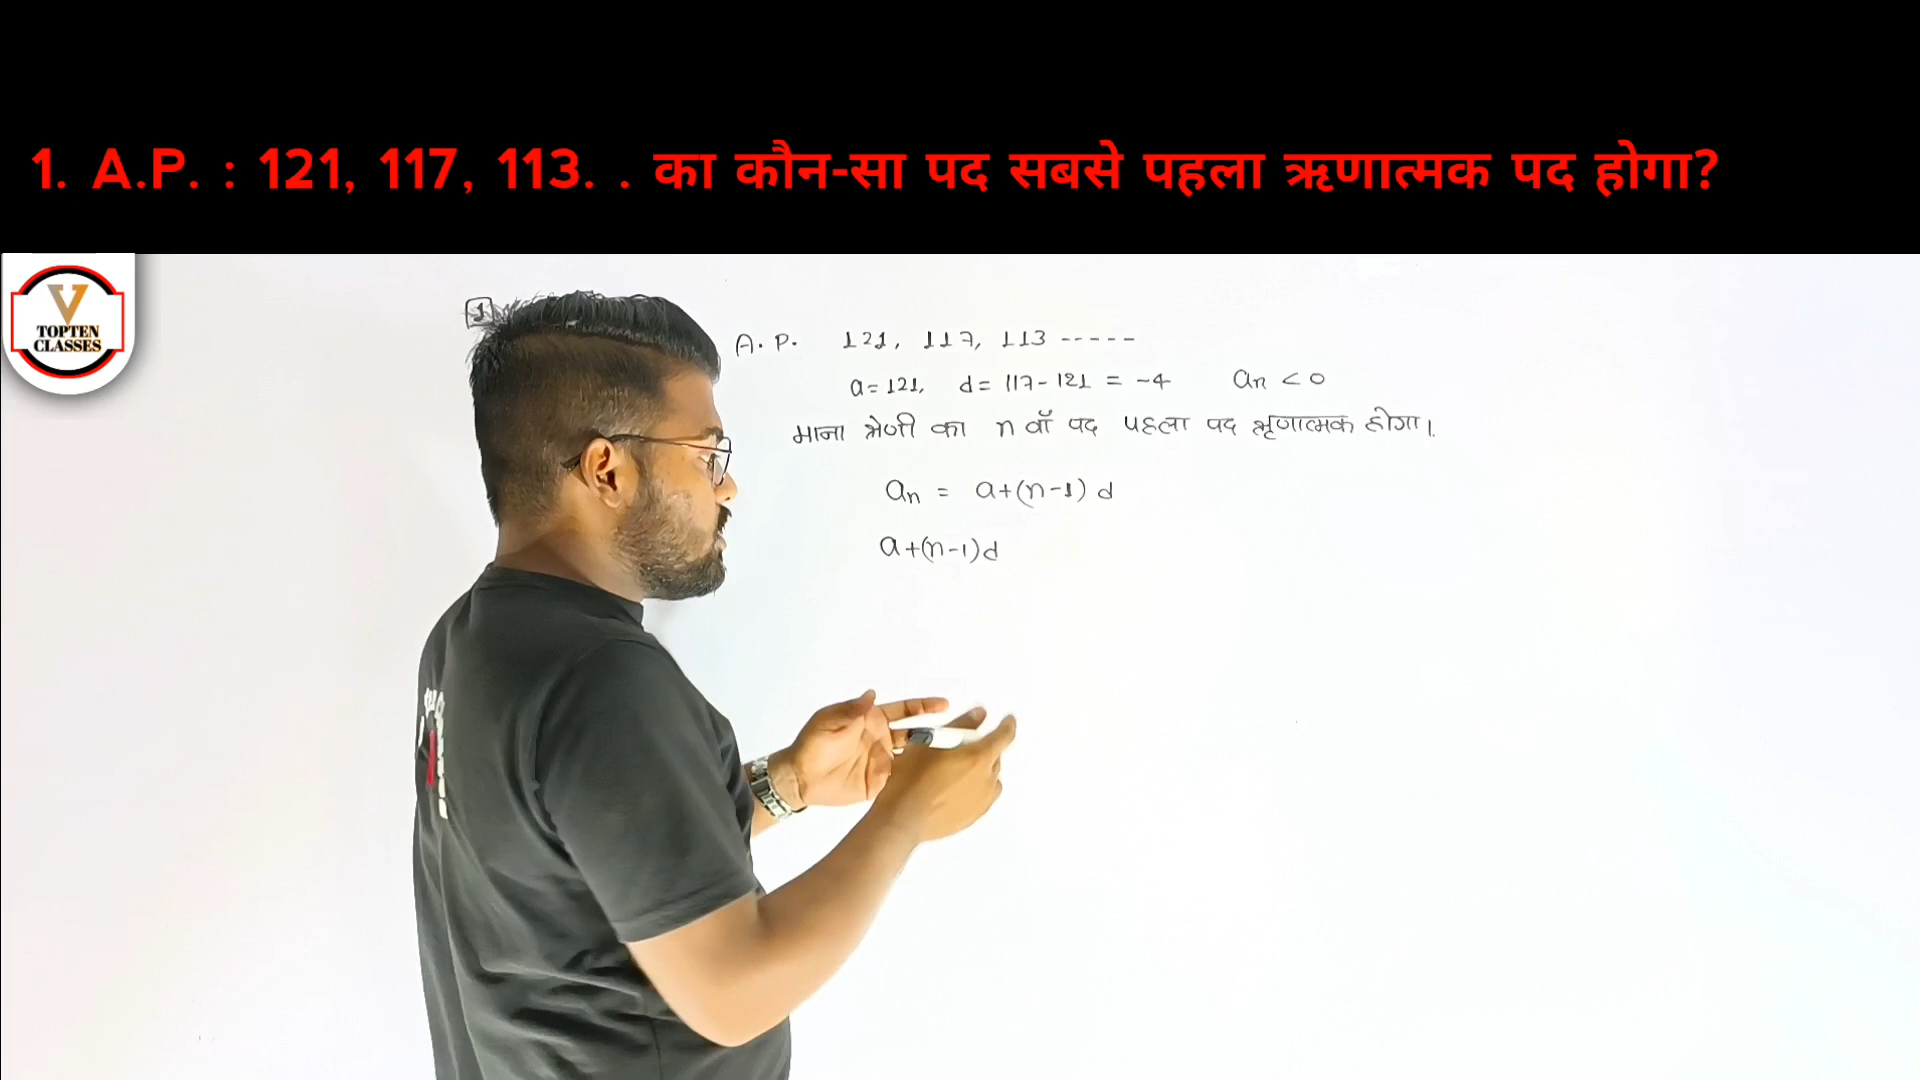 1. A.P. : 121, 117, 113. . का कौन-सा पद सबसे पहला ऋणात्मक पद होगा?
V
TOPTEN
CLASSES
1
A.P. 121, 117, 113 -----
a = 121, d = 117 - 121 = -4 an < 0
माना श्रेणी का n वाँ पद पहला पद ऋणात्मक होगा।
an = a+(n-1) d
a+(n-1)d